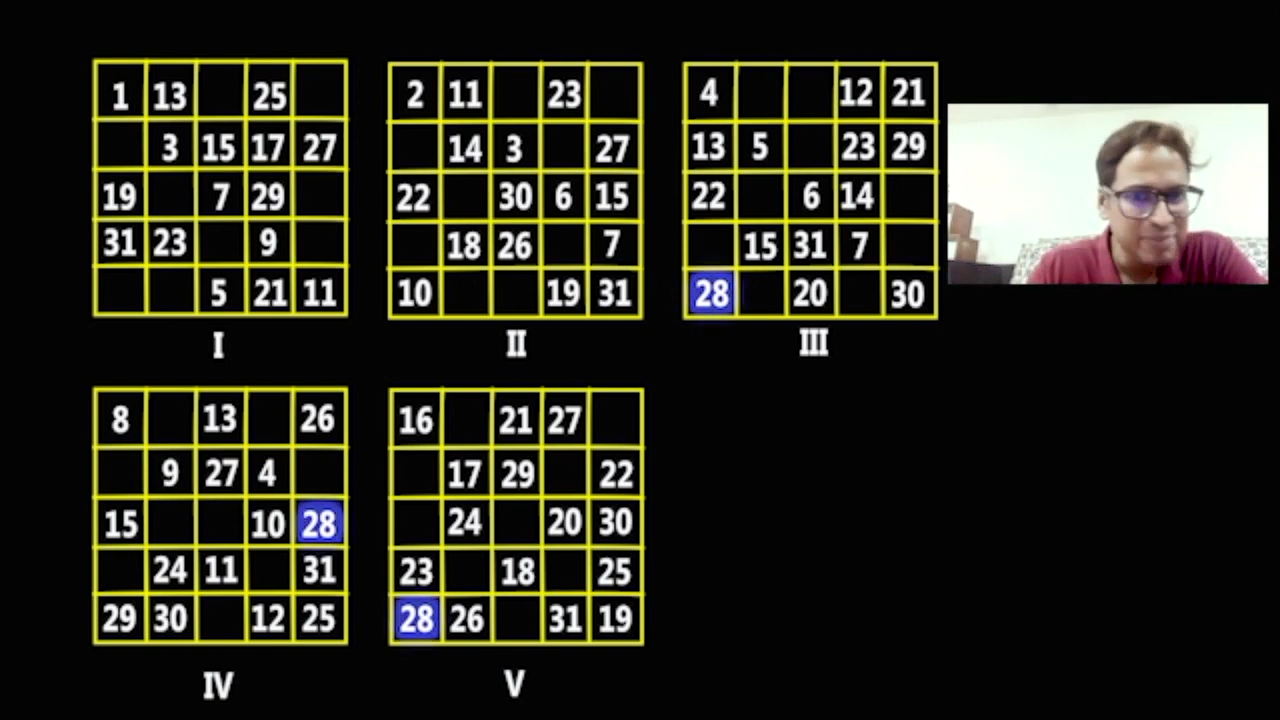 1 13 25
3 15 17 27
19 7 29
31 23 9
5 21 11
I
2 11 23
14 3 27
22 30 6 15
18 26 7
10 19 31
II
4 12 21
13 5 23 29
22 6 14
15 31 7
28 20 30
III
8 13 26
9 27 4
15 10 28
24 11 31
29 30 12 25
IV
16 21 27
17 29 22
24 20 30
23 18 25
28 26 31 19
V